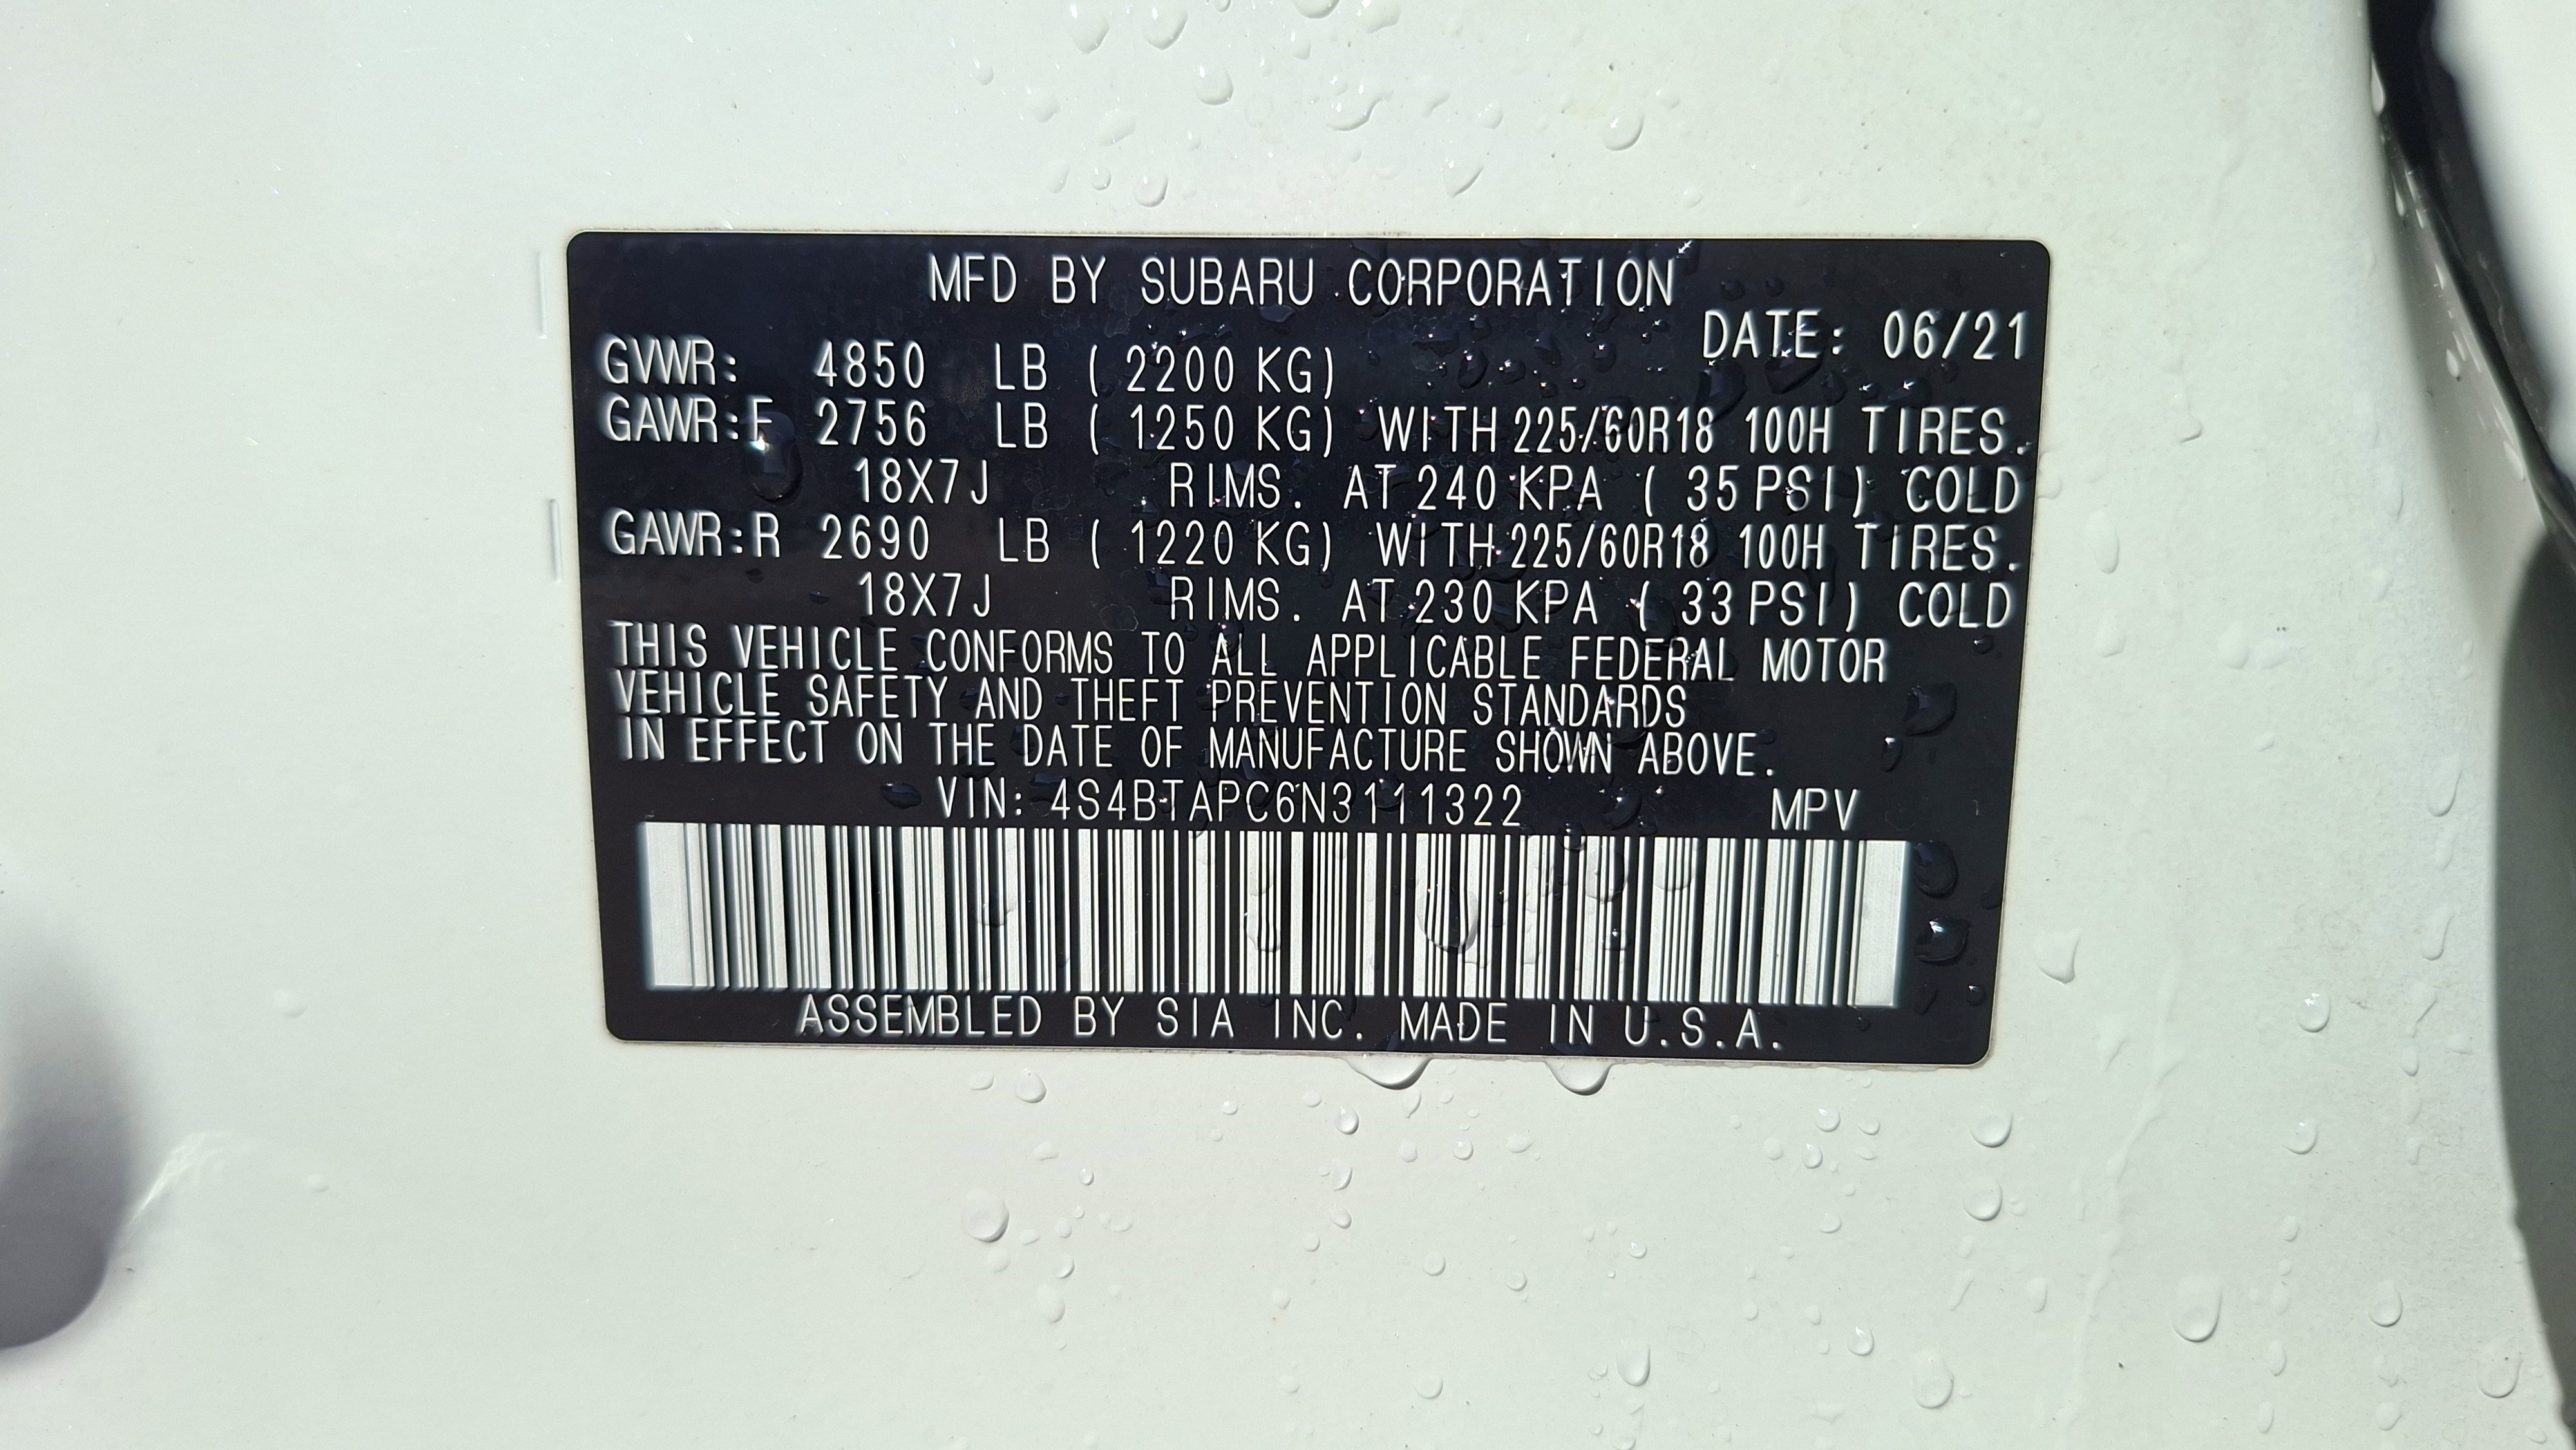 MFD BY SUBARU CORPORATION
DATE: 06/21
GVWR: 4850 LB ( 2200 KG)
GAWR:F 2756 LB ( 1250 KG) WITH 225/60R18 100H TIRES.
18X7J RIMS. AT 240 KPA ( 35 PSI) COLD
GAWR:R 2690 LB ( 1220 KG) WITH 225/60R18 100H TIRES.
18X7J RIMS. AT 230 KPA ( 33 PSI) COLD
THIS VEHICLE CONFORMS TO ALL APPLICABLE FEDERAL MOTOR
VEHICLE SAFETY AND THEFT PREVENTION STANDARDS
IN EFFECT ON THE DATE OF MANUFACTURE SHOWN ABOVE.
VIN: 4S4BTAPC6N3111322 MPV
ASSEMBLED BY SIA INC. MADE IN U.S.A.